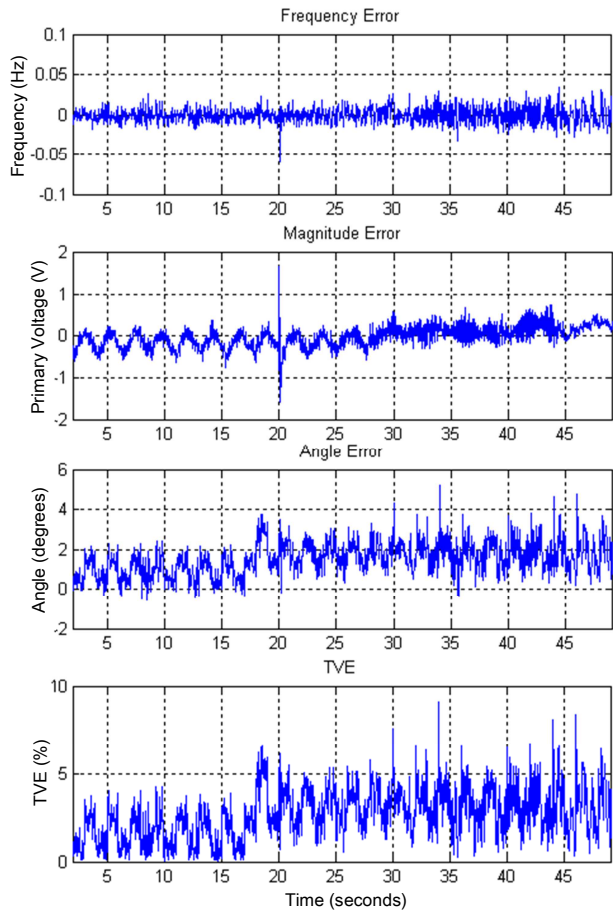 Frequency Error
Frequency (Hz)
0.1
0.05
0
-0.05
-0.1
5 10 15 20 25 30 35 40 45
Magnitude Error
Primary Voltage (V)
2
1
0
-1
-2
5 10 15 20 25 30 35 40 45
Angle Error
Angle (degrees)
6
4
2
0
-2
5 10 15 20 25 30 35 40 45
TVE
TVE (%)
10
5
0
5 10 15 20 25 30 35 40 45
Time (seconds)